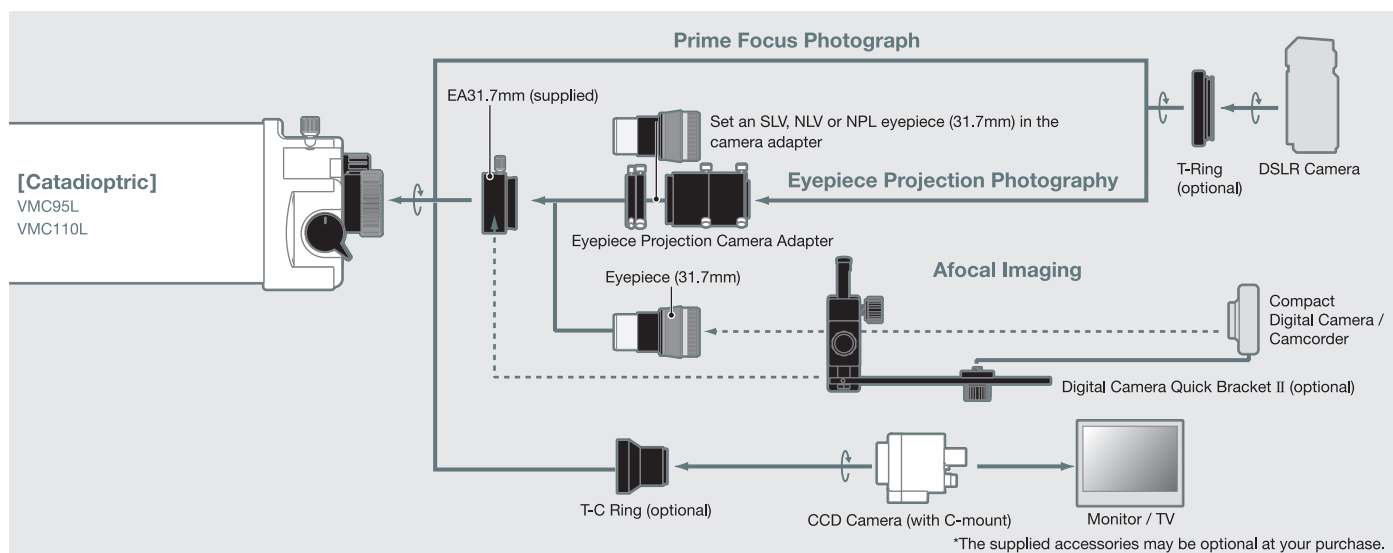 Prime Focus Photograph
EA31.7mm (supplied)
Set an SLV, NLV or NPL eyepiece (31.7mm) in the
camera adapter
[Catadioptric]
VMC95L
VMC110L
Eyepiece Projection Photography
T-Ring
(optional)
DSLR Camera
Eyepiece Projection Camera Adapter
Afocal Imaging
Eyepiece (31.7mm)
Compact
Digital Camera /
Camcorder
Digital Camera Quick Bracket II (optional)
T-C Ring (optional)
CCD Camera (with C-mount)
Monitor / TV
*The supplied accessories may be optional at your purchase.